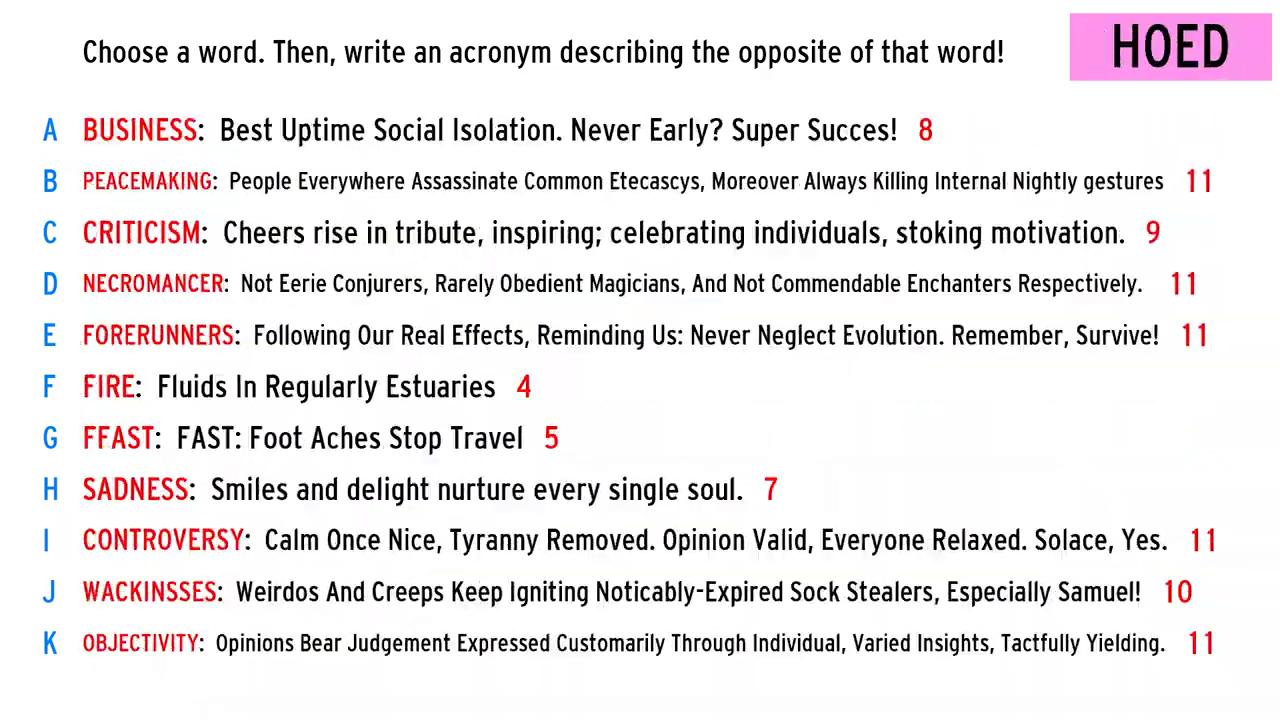 Choose a word. Then, write an acronym describing the opposite of that word! HOED
A BUSINESS: Best Uptime Social Isolation. Never Early? Super Succes! 8
B PEACEMAKING: People Everywhere Assassinate Common Etecascys, Moreover Always Killing Internal Nightly gestures 11
C CRITICISM: Cheers rise in tribute, inspiring; celebrating individuals, stoking motivation. 9
D NECROMANCER: Not Eerie Conjurers, Rarely Obedient Magicians, And Not Commendable Enchanters Respectively. 11
E FORERUNNERS: Following Our Real Effects, Reminding Us: Never Neglect Evolution. Remember, Survive! 11
F FIRE: Fluids In Regularly Estuaries 4
G FFAST: FAST: Foot Aches Stop Travel 5
H SADNESS: Smiles and delight nurture every single soul. 7
I CONTROVERSY: Calm Once Nice, Tyranny Removed. Opinion Valid, Everyone Relaxed. Solace, Yes. 11
J WACKINSSES: Weirdos And Creeps Keep Igniting Noticably-Expired Sock Stealers, Especially Samuel! 10
K OBJECTIVITY: Opinions Bear Judgement Expressed Customarily Through Individual, Varied Insights, Tactfully Yielding. 11